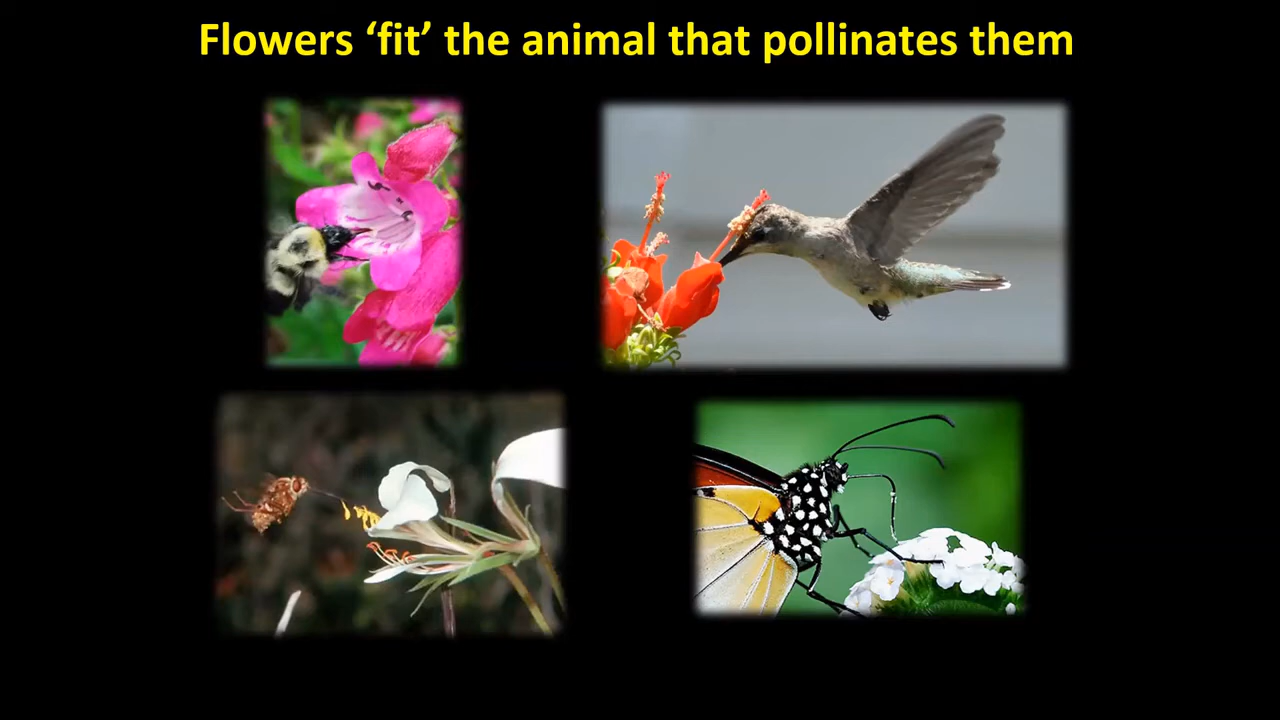 Flowers ‘fit’ the animal that pollinates them